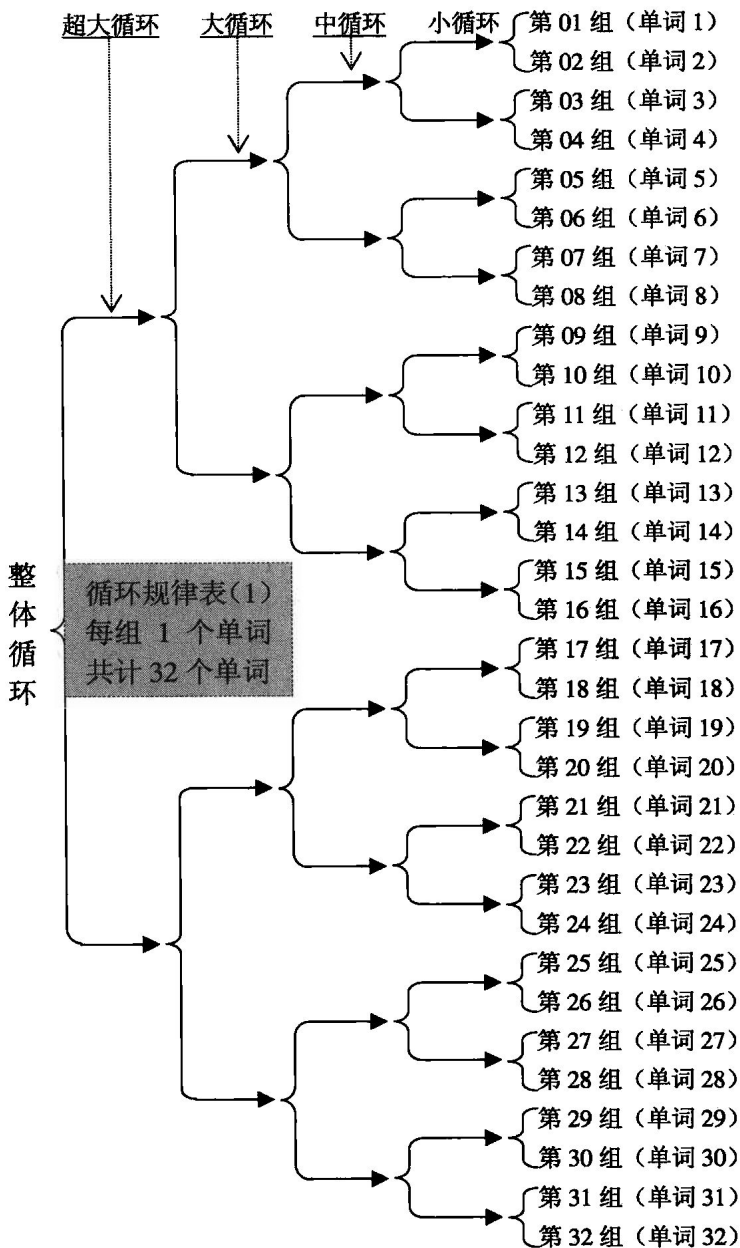 超大循环 大循环 中循环 小循环
第 01 组（单词 1）
第 02 组（单词 2）
第 03 组（单词 3）
第 04 组（单词 4）
第 05 组（单词 5）
第 06 组（单词 6）
第 07 组（单词 7）
第 08 组（单词 8）
第 09 组（单词 9）
第 10 组（单词 10）
第 11 组（单词 11）
第 12 组（单词 12）
第 13 组（单词 13）
第 14 组（单词 14）
第 15 组（单词 15）
第 16 组（单词 16）
整体循环
循环规律表(1)
每组 1 个单词
共计 32 个单词
第 17 组（单词 17）
第 18 组（单词 18）
第 19 组（单词 19）
第 20 组（单词 20）
第 21 组（单词 21）
第 22 组（单词 22）
第 23 组（单词 23）
第 24 组（单词 24）
第 25 组（单词 25）
第 26 组（单词 26）
第 27 组（单词 27）
第 28 组（单词 28）
第 29 组（单词 29）
第 30 组（单词 30）
第 31 组（单词 31）
第 32 组（单词 32）